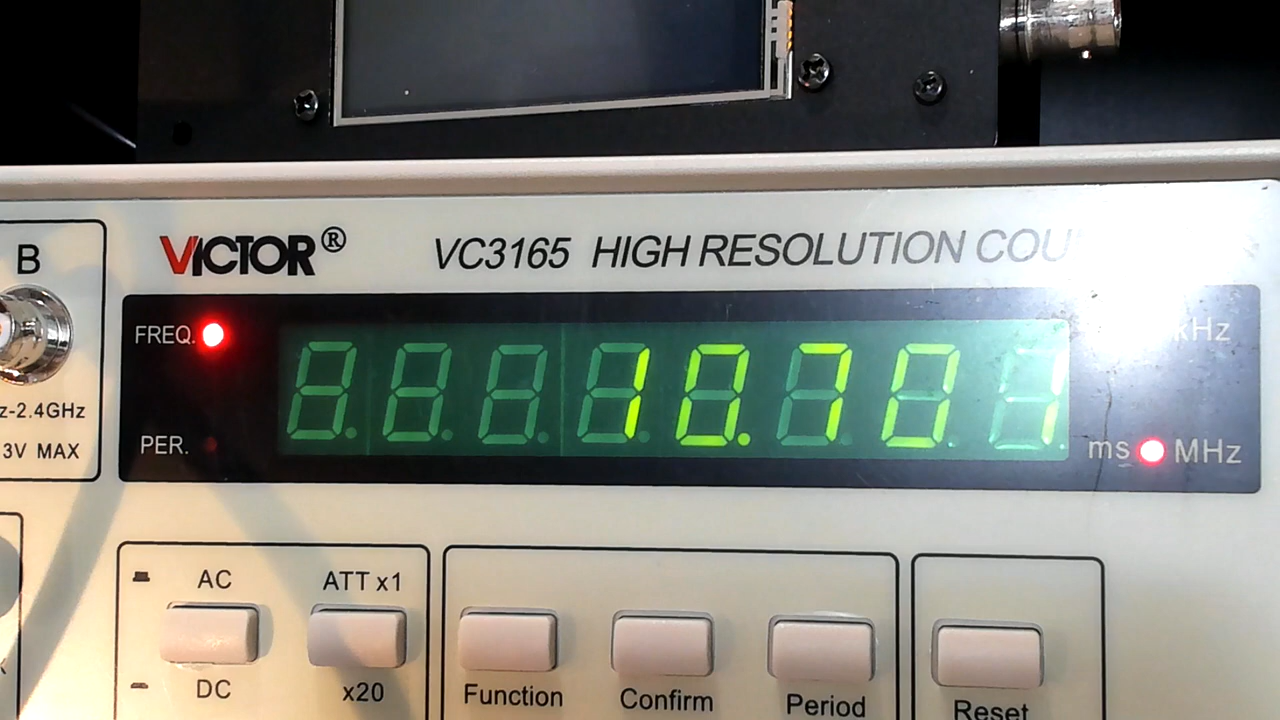 VICTOR®
VC3165 HIGH RESOLUTION COU
B
FREQ.
10.701
kHz
z-2.4GHz
3V MAX
PER.
ms MHz
AC
ATT x1
DC
x20
Function
Confirm
Period
Reset